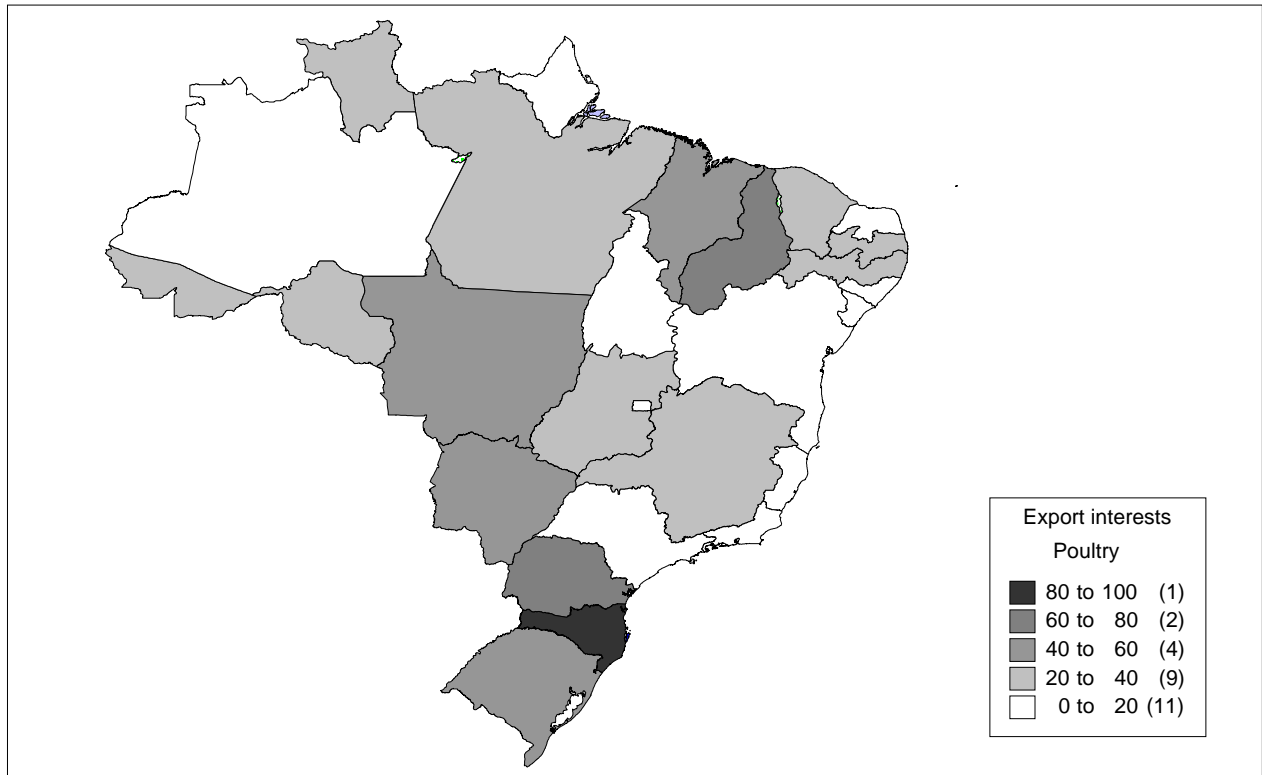 Export interests
Poultry
80 to 100 (1)
60 to 80 (2)
40 to 60 (4)
20 to 40 (9)
0 to 20 (11)